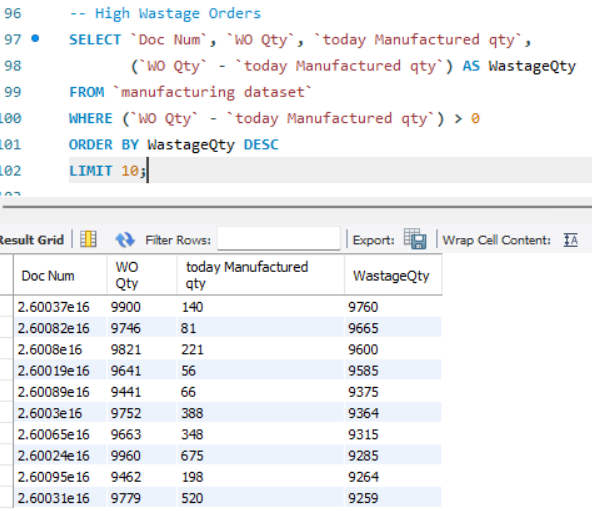 96 -- High Wastage Orders
97 SELECT `Doc Num`, `WO Qty`, `today Manufactured qty`,
98 (`WO Qty` - `today Manufactured qty`) AS WastageQty
99 FROM `manufacturing dataset`
100 WHERE (`WO Qty` - `today Manufactured qty`) > 0
101 ORDER BY WastageQty DESC
102 LIMIT 10;
Result Grid Filter Rows: Export: Wrap Cell Content:
Doc Num WO Qty today Manufactured qty WastageQty
2.60037e16 9900 140 9760
2.60082e16 9746 81 9665
2.6008e16 9821 221 9600
2.60019e16 9641 56 9585
2.60089e16 9441 66 9375
2.6003e16 9752 388 9364
2.60065e16 9663 348 9315
2.60024e16 9960 675 9285
2.60095e16 9462 198 9264
2.60031e16 9779 520 9259